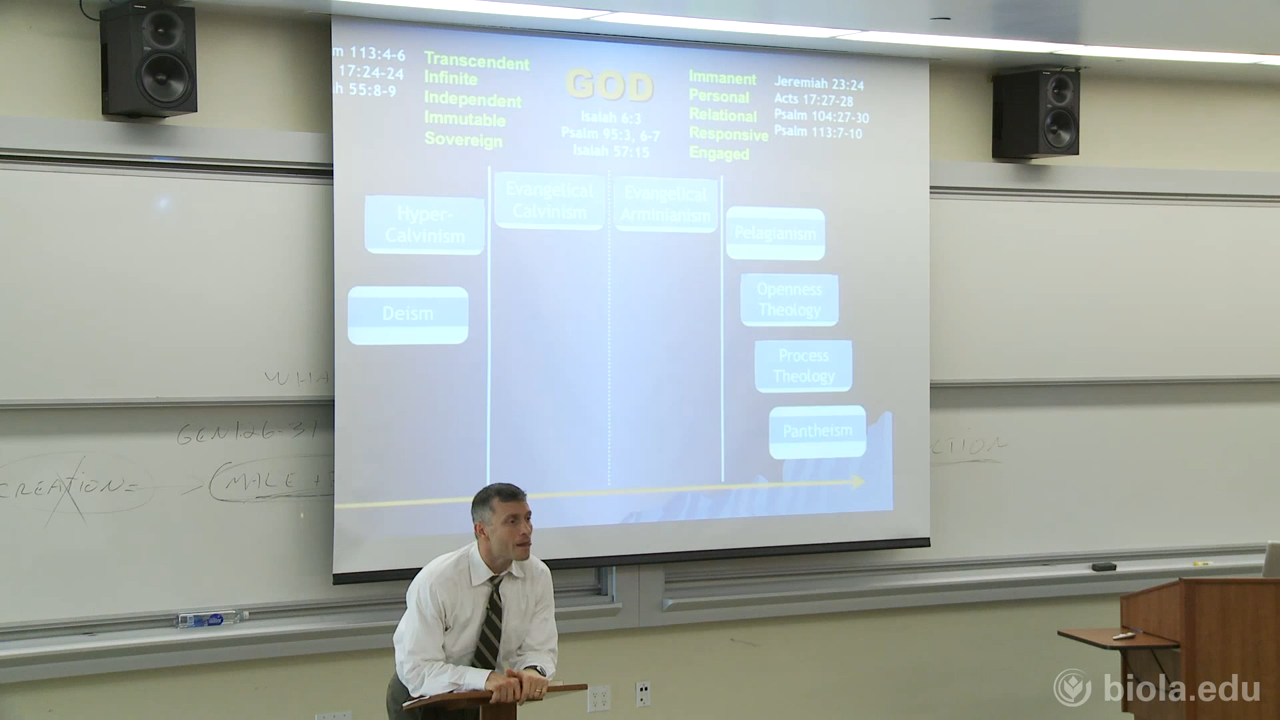 m 113:4-6
17:24-24
h 55:8-9
Transcendent
Infinite
Independent
Immutable
Sovereign
GOD
Isaiah 6:3
Psalm 95:3, 6-7
Isaiah 57:15
Immanent
Personal
Relational
Responsive
Engaged
Jeremiah 23:24
Acts 17:27-28
Psalm 104:27-30
Psalm 113:7-10
Hyper-
Calvinism
Evangelical
Calvinism
Evangelical
Arminianism
Pelagianism
Deism
Openness
Theology
Process
Theology
Pantheism
WHA
GEN 1:26-31
CREATION=
MALE +
CTION
biola.edu